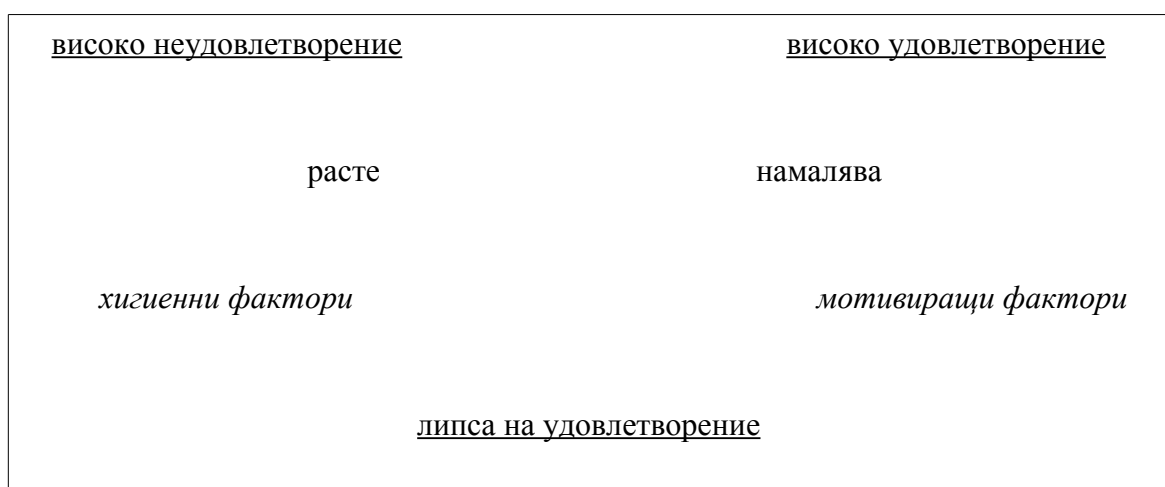 високо неудовлетворение високо удовлетворение
расте намалява
хигиенни фактори мотивиращи фактори
липса на удовлетворение